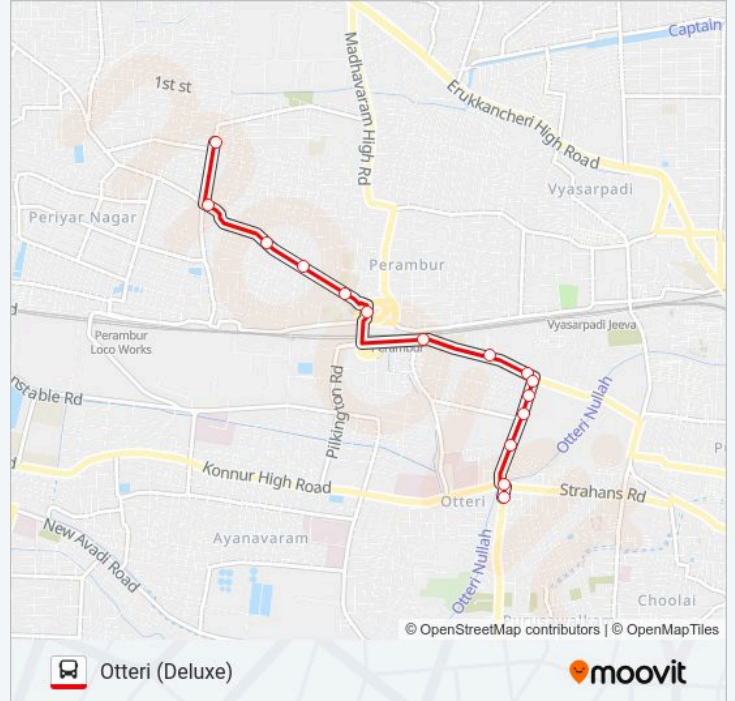 Captain
1st st
Madhavaram High Rd
Erukkancheri High Road
Vyasarpadi
Periyar Nagar
Perambur
Vyasarpadi Jeeva
Perambur
Loco Works
Perambur
nstable Rd
Pilkington Rd
Otteri Nullah
Konnur High Road
Otteri
Strahans Rd
New Avadi Road
Ayanavaram
Otteri Nullah
Choolai
Purusawalkam
© OpenStreetMap contributors | © OpenMapTiles
Otteri (Deluxe)
moovit